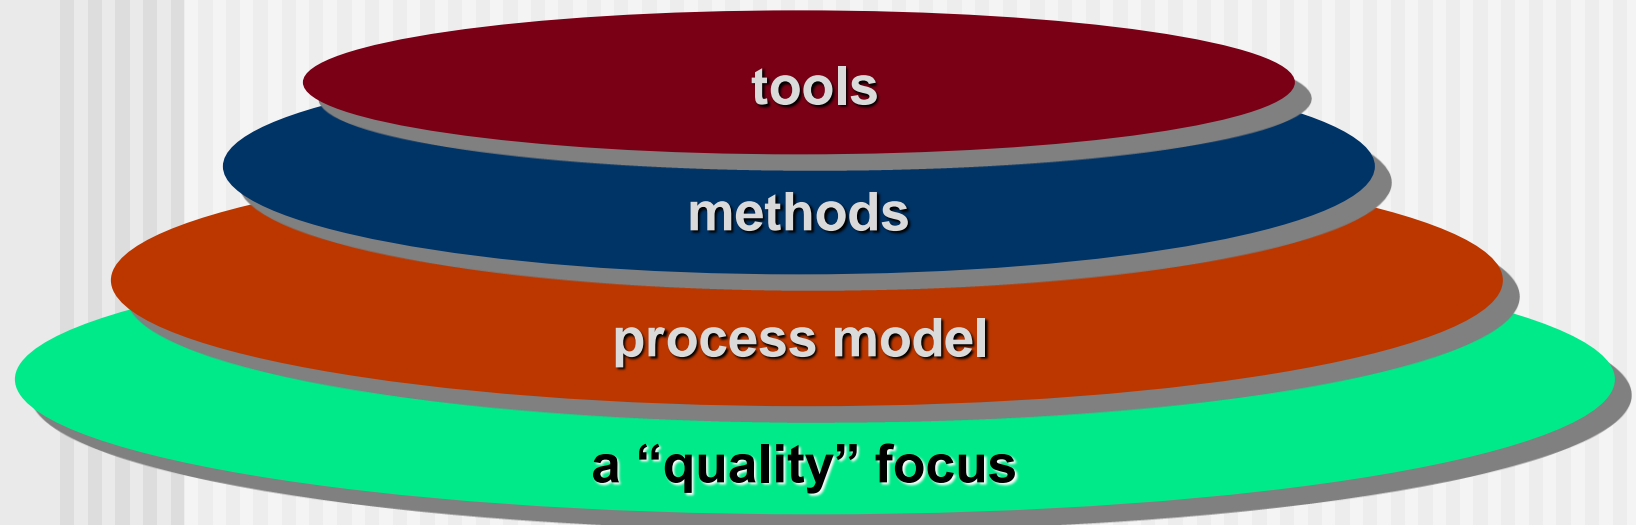 tools
methods
process model
a “quality” focus